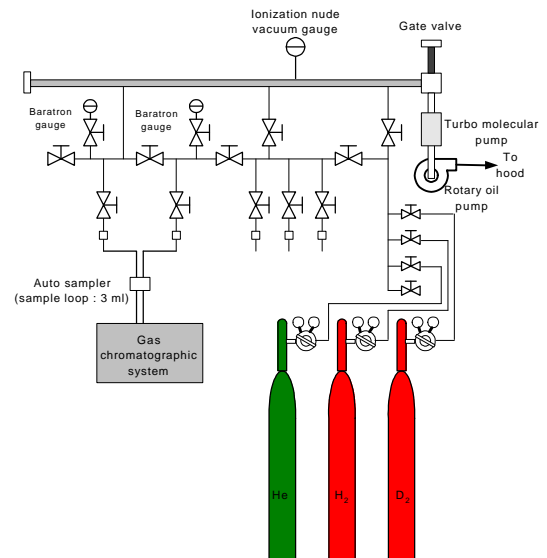 Ionization nude
vacuum gauge
Gate valve
Baratron
gauge
Baratron
gauge
Turbo molecular
pump
To
hood
Rotary oil
pump
Auto sampler
(sample loop : 3 ml)
Gas
chromatographic
system
He
H₂
D₂